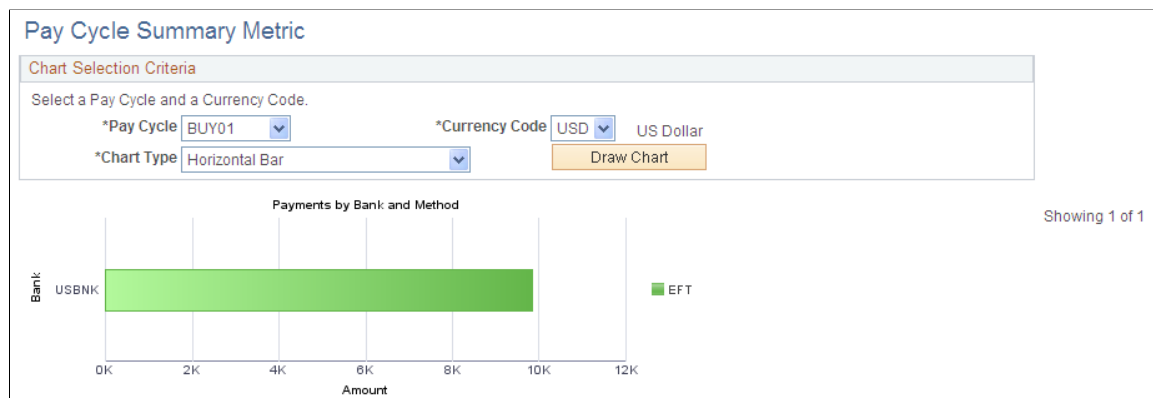 Pay Cycle Summary Metric
Chart Selection Criteria
Select a Pay Cycle and a Currency Code.
*Pay Cycle BUY01 *Currency Code USD US Dollar
*Chart Type Horizontal Bar Draw Chart
Payments by Bank and Method
Showing 1 of 1
Bank
USBNK
EFT
0K 2K 4K 6K 8K 10K 12K
Amount